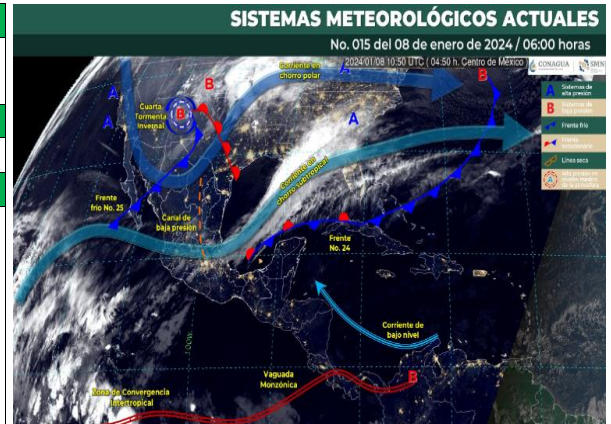 SISTEMAS METEOROLÓGICOS ACTUALES
No. 015 del 08 de enero de 2024 / 06:00 horas
2024/01/08 10:50 UTC ( 04:50 h. Centro de México )
CONAGUA
SMN
A Sistemas de
alta presión
B Sistemas de
baja presión
Frente frío
Frente
estacionario
Línea seca
A
Corriente en
chorro polar
A
B
B
A
Cuarta
Tormenta
Invernal
B
A
A
Corriente en
chorro subtropical
Frente
frío No. 25
Canal de
baja presión
Frente
No. 24
100°W
Corriente de
bajo nivel
Vaguada
Monzónica
B
Zona de Convergencia
Intertropical